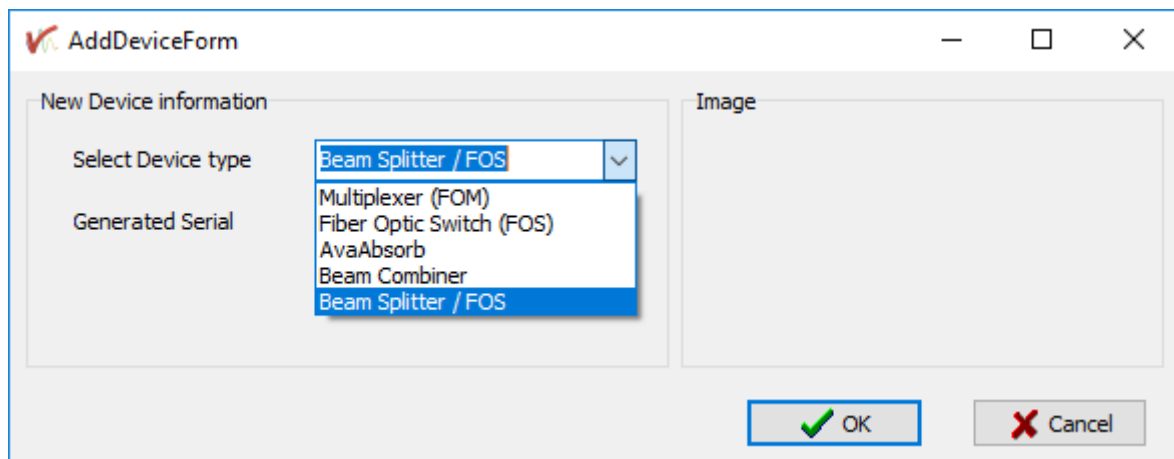 AddDeviceForm
New Device information
Select Device type
Beam Splitter / FOS
Multiplexer (FOM)
Fiber Optic Switch (FOS)
AvaAbsorb
Beam Combiner
Beam Splitter / FOS
Generated Serial
Image
OK
Cancel